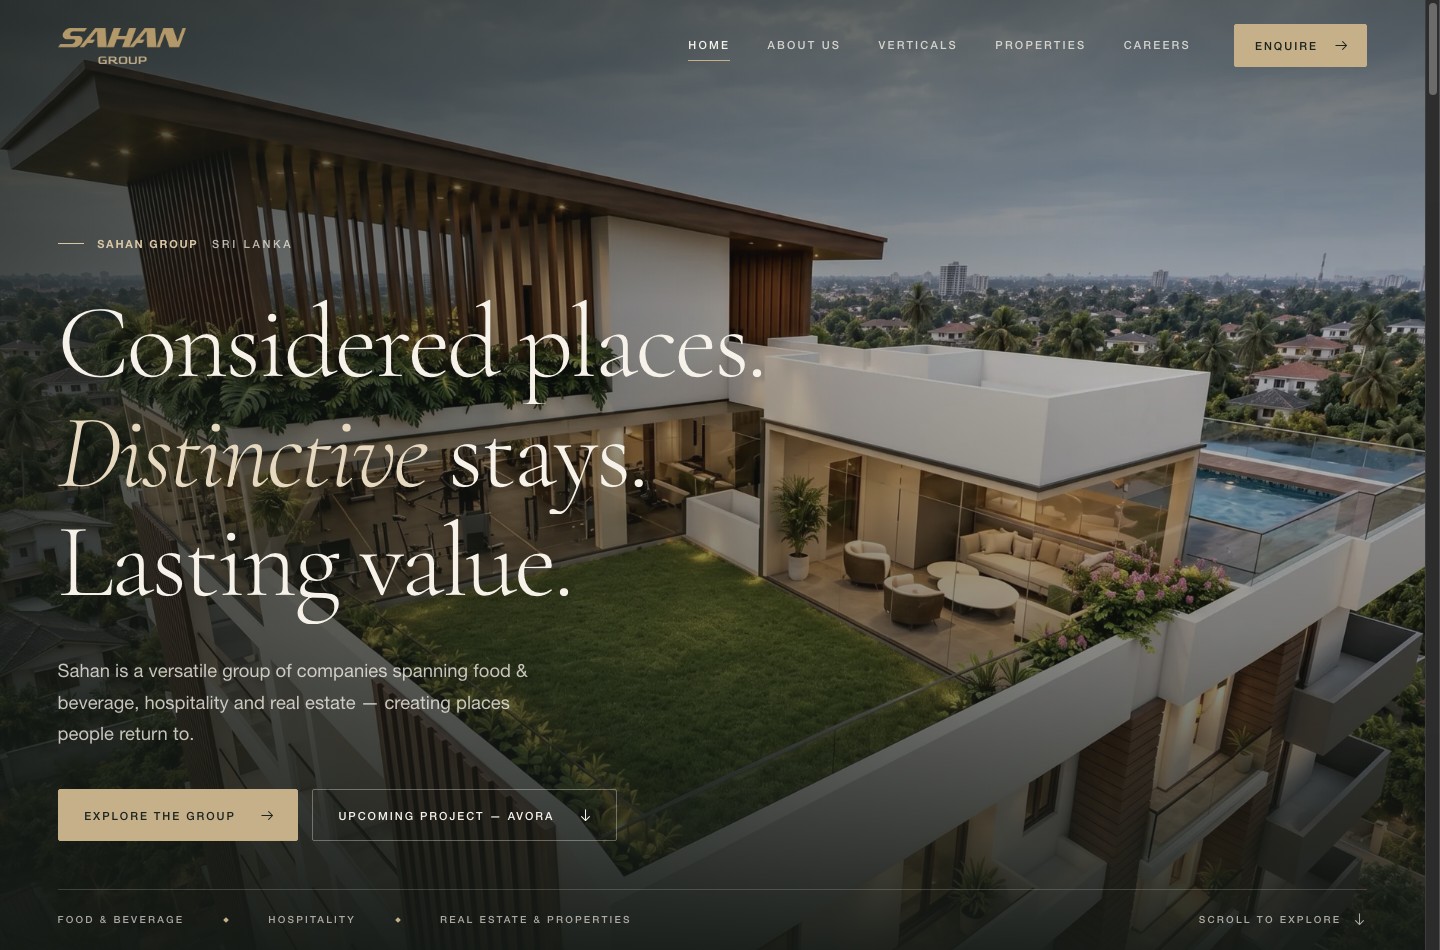 SAHAN
GROUP
HOME
ABOUT US
VERTICALS
PROPERTIES
CAREERS
ENQUIRE
SAHAN GROUP SRI LANKA
Considered places.
Distinctive stays.
Lasting value.
Sahan is a versatile group of companies spanning food &
beverage, hospitality and real estate — creating places
people return to.
EXPLORE THE GROUP
UPCOMING PROJECT — AVORA
FOOD & BEVERAGE
HOSPITALITY
REAL ESTATE & PROPERTIES
SCROLL TO EXPLORE